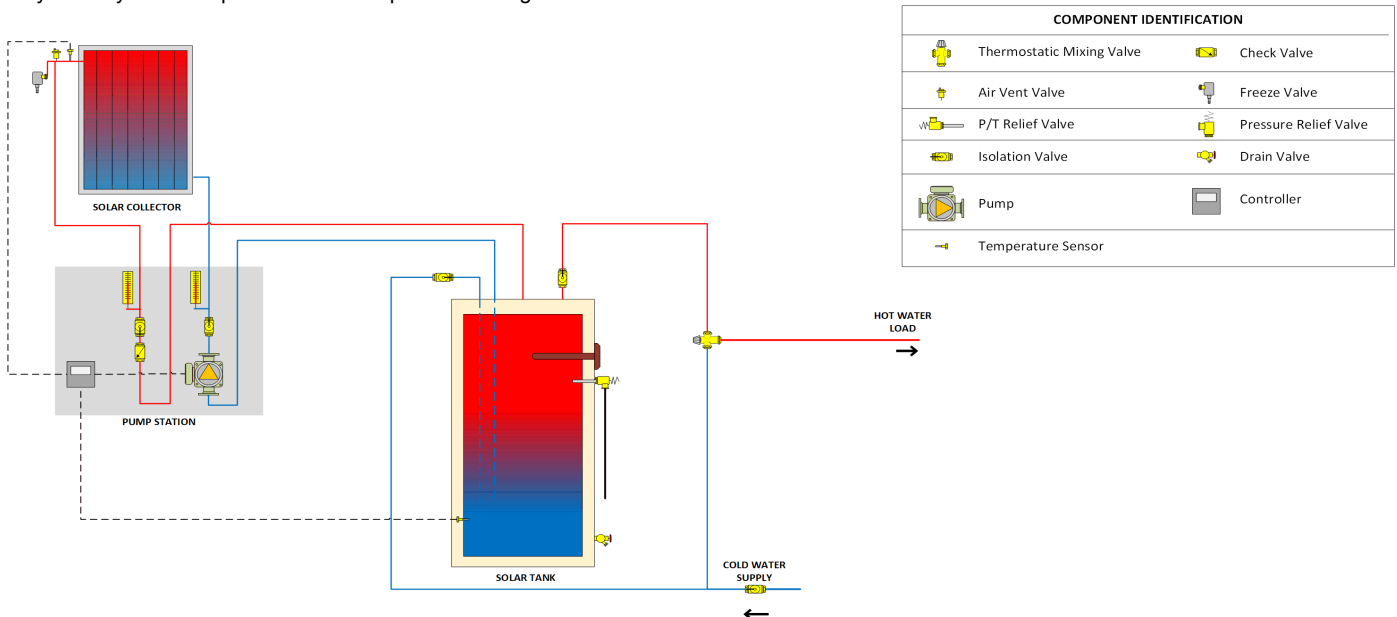 COMPONENT IDENTIFICATION
Thermostatic Mixing Valve
Check Valve
Air Vent Valve
Freeze Valve
P/T Relief Valve
Pressure Relief Valve
Isolation Valve
Drain Valve
Pump
Controller
Temperature Sensor
SOLAR COLLECTOR
PUMP STATION
HOT WATER
LOAD
COLD WATER
SUPPLY
SOLAR TANK